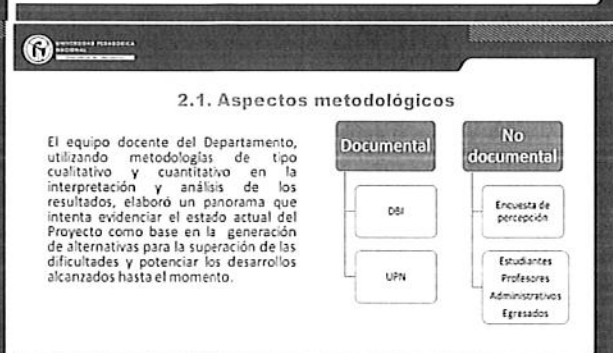 UNIVERSIDAD PEDAGOGICA
NACIONAL
2.1. Aspectos metodológicos
El equipo docente del Departamento,
utilizando metodologías de tipo
cualitativo y cuantitativo en la
interpretación y análisis de los
resultados, elaboró un panorama que
intenta evidenciar el estado actual del
Proyecto como base en la generación
de alternativas para la superación de las
dificultades y potenciar los desarrollos
alcanzados hasta el momento.
Documental
DBI
UPN
No
documental
Encuesta de
percepción
Estudiantes
Profesores
Administrativos
Egresados